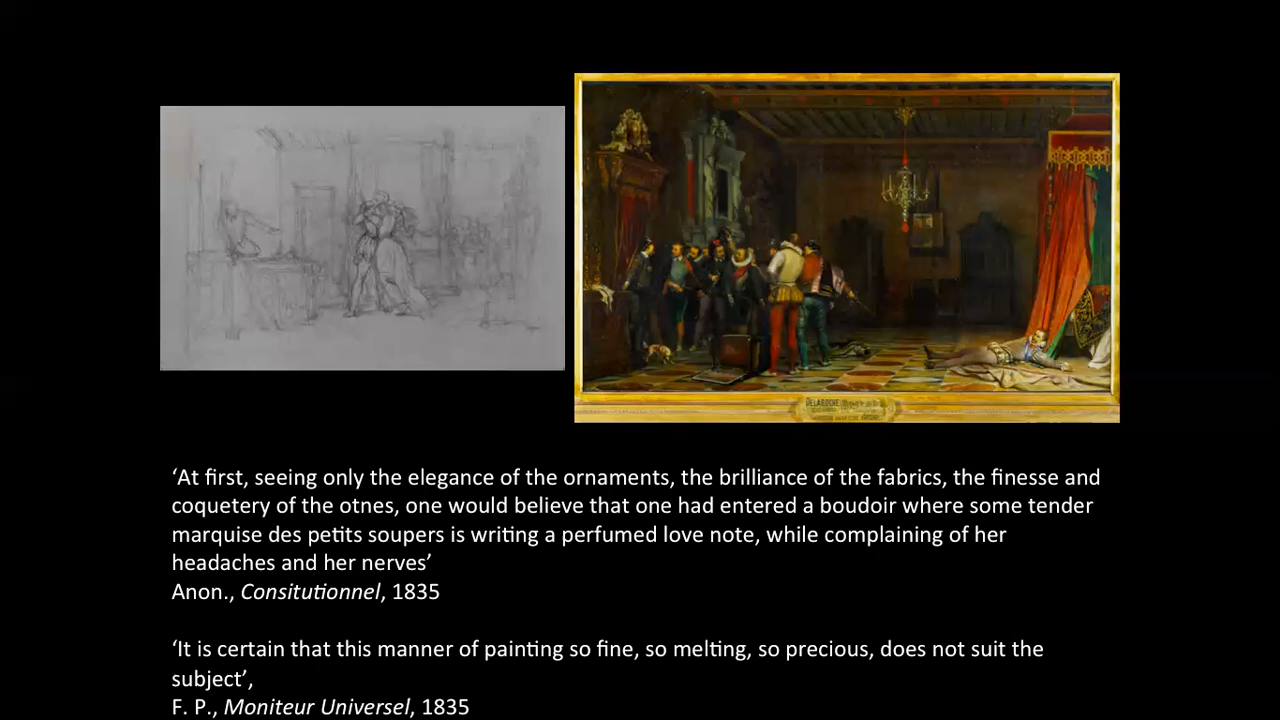 DELAROCHE
‘At first, seeing only the elegance of the ornaments, the brilliance of the fabrics, the finesse and
coquetery of the otnes, one would believe that one had entered a boudoir where some tender
marquise des petits soupers is writing a perfumed love note, while complaining of her
headaches and her nerves’
Anon., Consitutionnel, 1835
‘It is certain that this manner of painting so fine, so melting, so precious, does not suit the
subject’,
F. P., Moniteur Universel, 1835